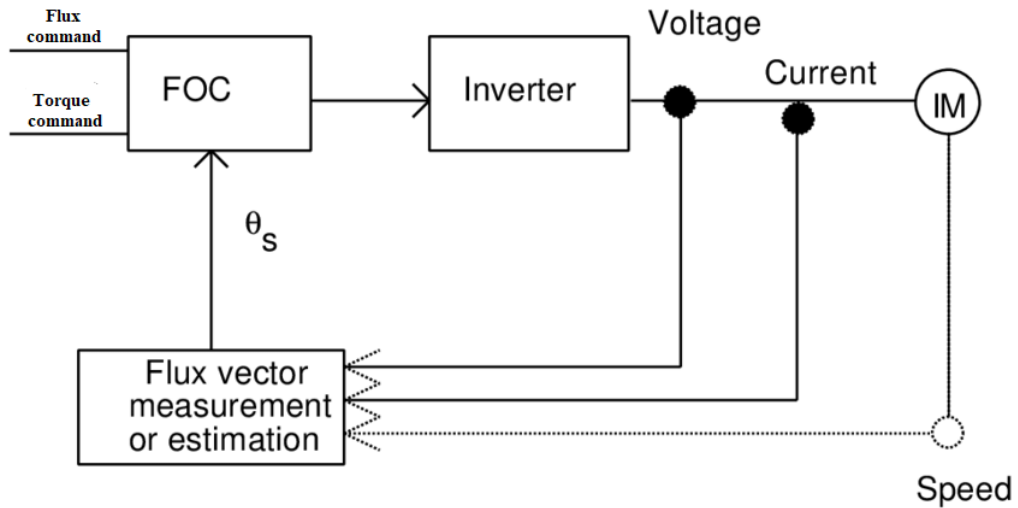 Flux
command
Voltage
FOC
Inverter
Current
Torque
command
IM
θs
Flux vector
measurement
or estimation
Speed